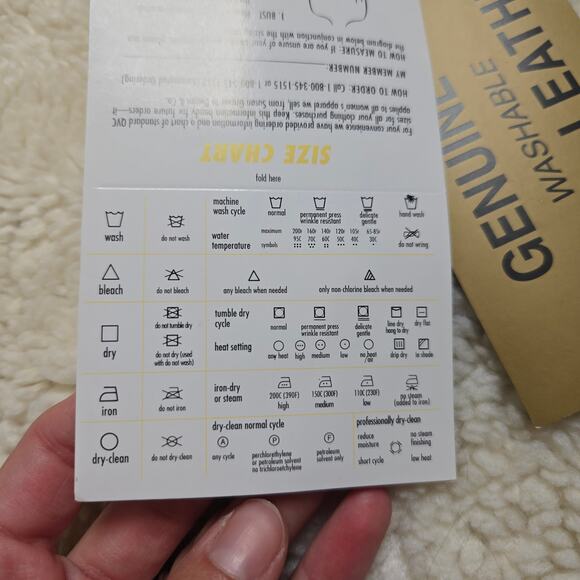 1. BUST
the diagram below in conjunction with the sizing
HOW TO MEASURE: If you are unsure of your size, please use
MY MEMBER NUMBER:
HOW TO ORDER: Call 1-800-345-1515 or 1-800-
applies to all women's apparel we sell, from Susan Graver to Denim & Co.
sizes for all your clothing purposes. Keep this information handy for future orders—it
For your convenience we have provided ordering information and a chart of standard QVC
SIZE CHART
fold here
wash
do not wash
machine wash cycle
normal
permanent press wrinkle resistant
delicate gentle
hand wash
water temperature
maximum 200f 160f 140f 120f 105f 65-85f
95C 70C 60C 50C 40C 30C
symbols
do not wring
bleach
do not bleach
any bleach when needed
only non-chlorine bleach when needed
dry
do not tumble dry
do not dry (used with do not wash)
tumble dry cycle
normal
permanent press wrinkle resistant
delicate gentle
line dry hang to dry
dry flat
heat setting
any heat
high
medium
low
no heat /air
drip dry
in shade
iron
do not iron
iron-dry or steam
200C (390F) high
150C (300F) medium
110C (230F) low
no steam (added to iron)
dry-clean
do not dry-clean
dry-clean normal cycle
A
any cycle
P
perchlorethylene or petroleum solvent no trichloroetchylene
F
petroleum solvent only
professionally dry-clean
reduce moisture
short cycle
no steam finishing
low heat
GENUINE
WASHABLE
LEATH